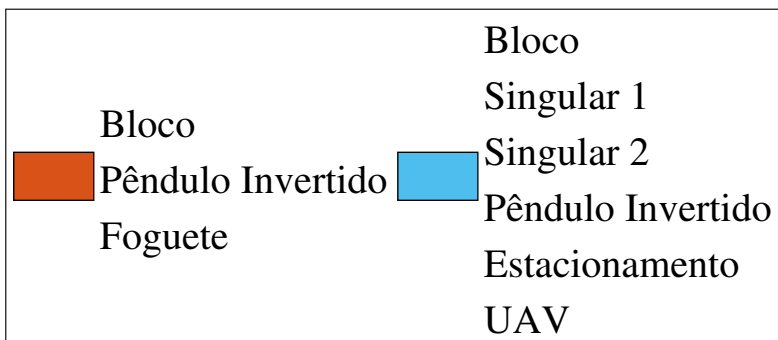 Bloco
Pêndulo Invertido
Foguete
Bloco
Singular 1
Singular 2
Pêndulo Invertido
Estacionamento
UAV